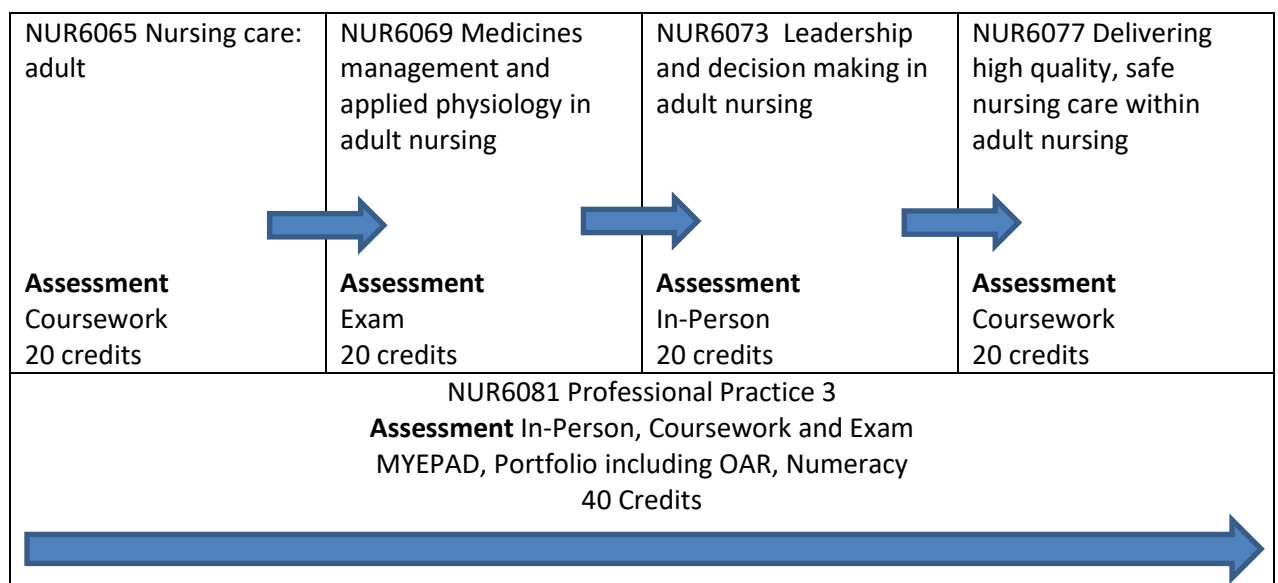 NUR6065 Nursing care:
adult
Assessment
Coursework
20 credits
NUR6069 Medicines
management and
applied physiology in
adult nursing
Assessment
Exam
20 credits
NUR6073  Leadership
and decision making in
adult nursing
Assessment
In-Person
20 credits
NUR6077 Delivering
high quality, safe
nursing care within
adult nursing
Assessment
Coursework
20 credits
NUR6081 Professional Practice 3
Assessment In-Person, Coursework and Exam
MYEPAD, Portfolio including OAR, Numeracy
40 Credits